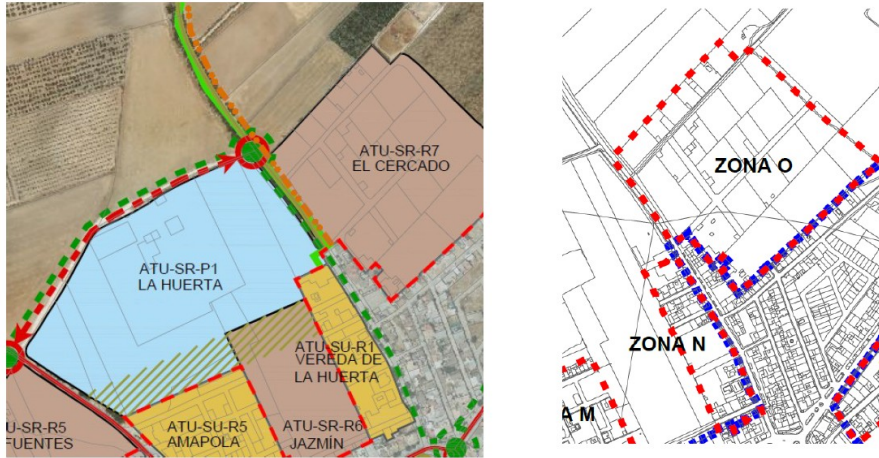 ATU-SR-R7
EL CERCADO
ATU-SR-P1
LA HUERTA
ATU-SU-R1
VEREDA DE
LA HUERTA
ATU-SU-R5
AMAPOLA
ATU-SR-R6
JAZMÍN
SR-R5
FUENTES
ZONA O
ZONA N
A M